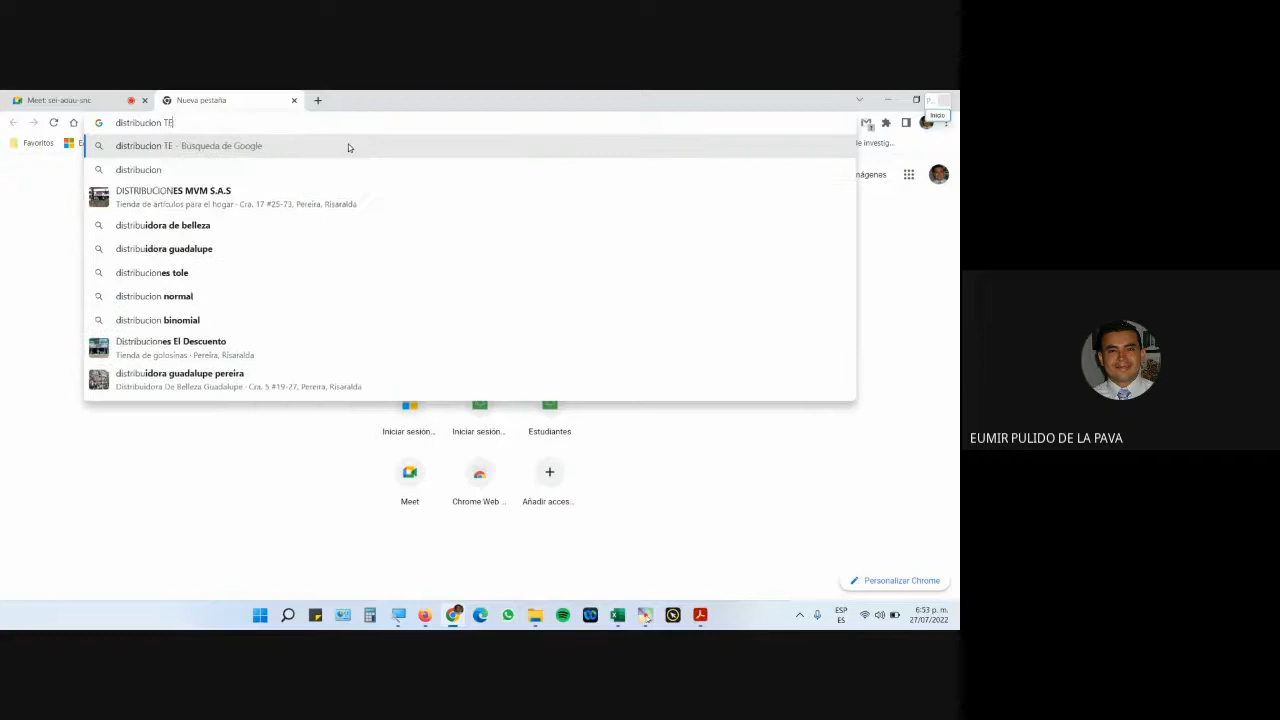 Meet: sei-aouu-snc
Nueva pestaña
Inicio
distribucion TE
Favoritos
de investig...
distribucion TE - Búsqueda de Google
distribucion
DISTRIBUCIONES MVM S.A.S
Tienda de artículos para el hogar · Cra. 17 #25-73, Pereira, Risaralda
distribuidora de belleza
distribuidora guadalupe
distribuciones tole
distribucion normal
distribucion binomial
Distribuciones El Descuento
Tienda de golosinas · Pereira, Risaralda
distribuidora guadalupe pereira
Distribuidora De Belleza Guadalupe · Cra. 5 #19-27, Pereira, Risaralda
mágenes
Iniciar sesión...
Iniciar sesión...
Estudiantes
Meet
Chrome Web ...
Añadir acces...
Personalizar Chrome
ESP
ES
6:53 p. m.
27/07/2022
EUMIR PULIDO DE LA PAVA